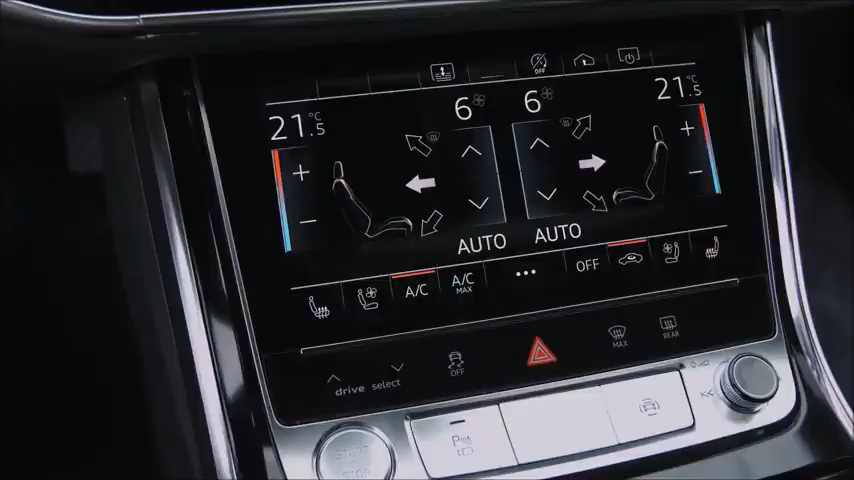 OFF
21.5 °C
6
6
21.5 °C
+
−
+
−
AUTO
AUTO
A/C
A/C
MAX
•••
OFF
drive select
OFF
MAX
REAR
START
STOP
P